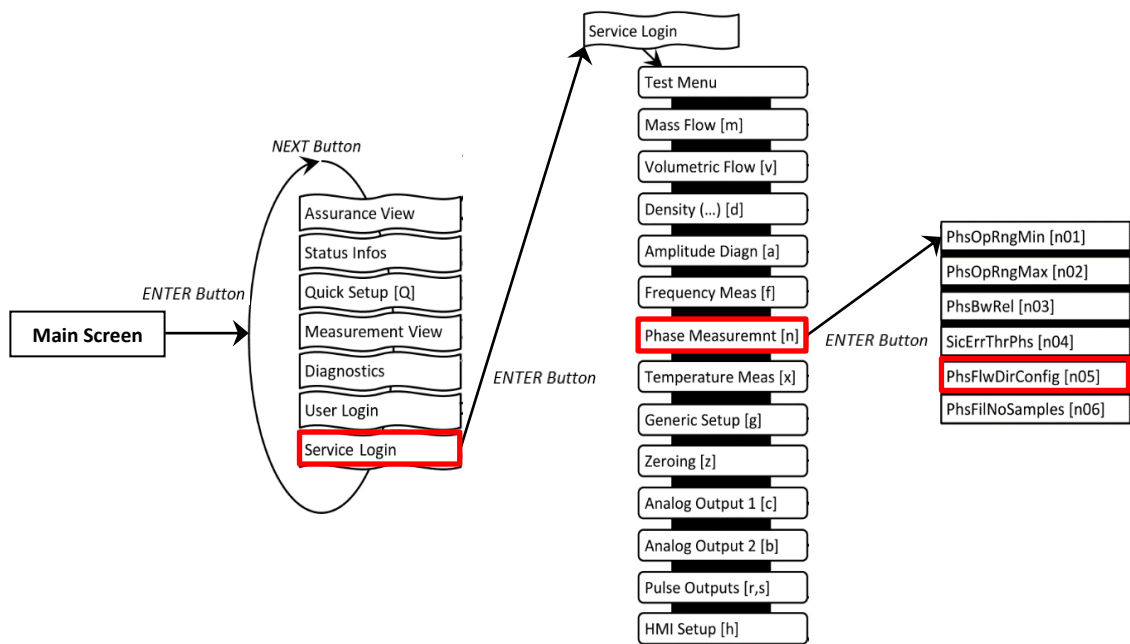 Service Login
Test Menu
Mass Flow [m]
NEXT Button
Volumetric Flow [v]
Assurance View
Density (...) [d]
PhsOpRngMin [n01]
Status Infos
Amplitude Diagn [a]
PhsOpRngMax [n02]
ENTER Button
Quick Setup [Q]
Frequency Meas [f]
PhsBwRel [n03]
Main Screen
Measurement View
Phase Measuremnt [n]
ENTER Button
SicErrThrPhs [n04]
Diagnostics
ENTER Button
Temperature Meas [x]
PhsFlwDirConfig [n05]
User Login
Generic Setup [g]
PhsFilNoSamples [n06]
Service Login
Zeroing [z]
Analog Output 1 [c]
Analog Output 2 [b]
Pulse Outputs [r,s]
HMI Setup [h]